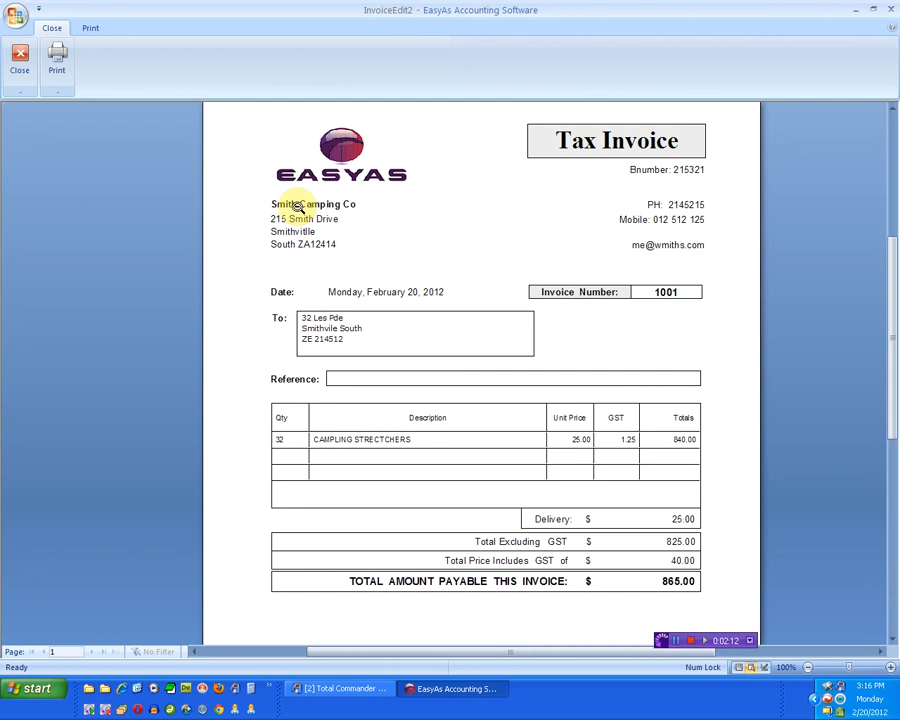 InvoiceEdit2 - EasyAs Accounting Software
Close Print
Close Print
EASYAS
Tax Invoice
Bnumber: 215321
Smith Camping Co PH: 2145215
215 Smith Drive Mobile: 012 512 125
Smithvitlle
South ZA12414 me@wmiths.com
Date: Monday, February 20, 2012 Invoice Number: 1001
To: 32 Les Pde
Smithvile South
ZE 214512
Reference:
Qty Description Unit Price GST Totals
32 CAMPLING STRECTCHERS 25.00 1.25 840.00
Delivery: $ 25.00
Total Excluding GST $ 825.00
Total Price Includes GST of $ 40.00
TOTAL AMOUNT PAYABLE THIS INVOICE: $ 865.00
0:02:12
Page: 1 No Filter
Ready Num Lock 100%
start [2] Total Commander ... EasyAs Accounting S... 3:16 PM
Monday
2/20/2012